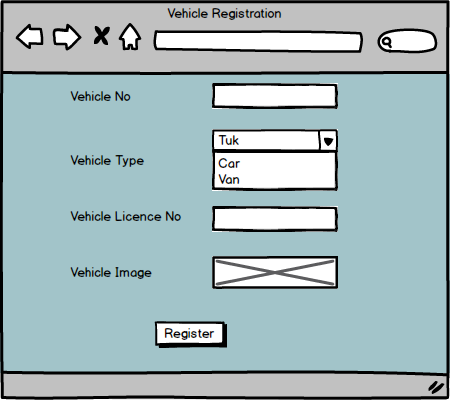 Vehicle Registration
Vehicle No
Tuk
Vehicle Type
Car
Van
Vehicle Licence No
Vehicle Image
Register